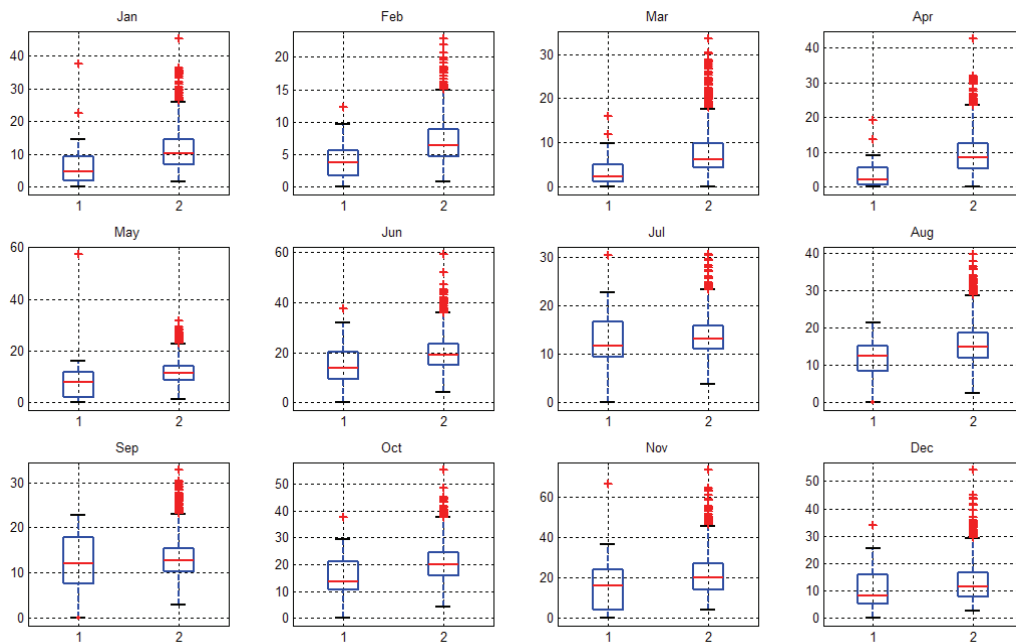 Jan Feb Mar Apr
40 30 20 10 0
1 2
20 15 10 5 0
1 2
30 20 10 0
1 2
40 30 20 10 0
1 2
May Jun Jul Aug
60 40 20 0
1 2
60 40 20 0
1 2
30 20 10 0
1 2
40 30 20 10 0
1 2
Sep Oct Nov Dec
30 20 10 0
1 2
50 40 30 20 10 0
1 2
60 40 20 0
1 2
50 40 30 20 10 0
1 2